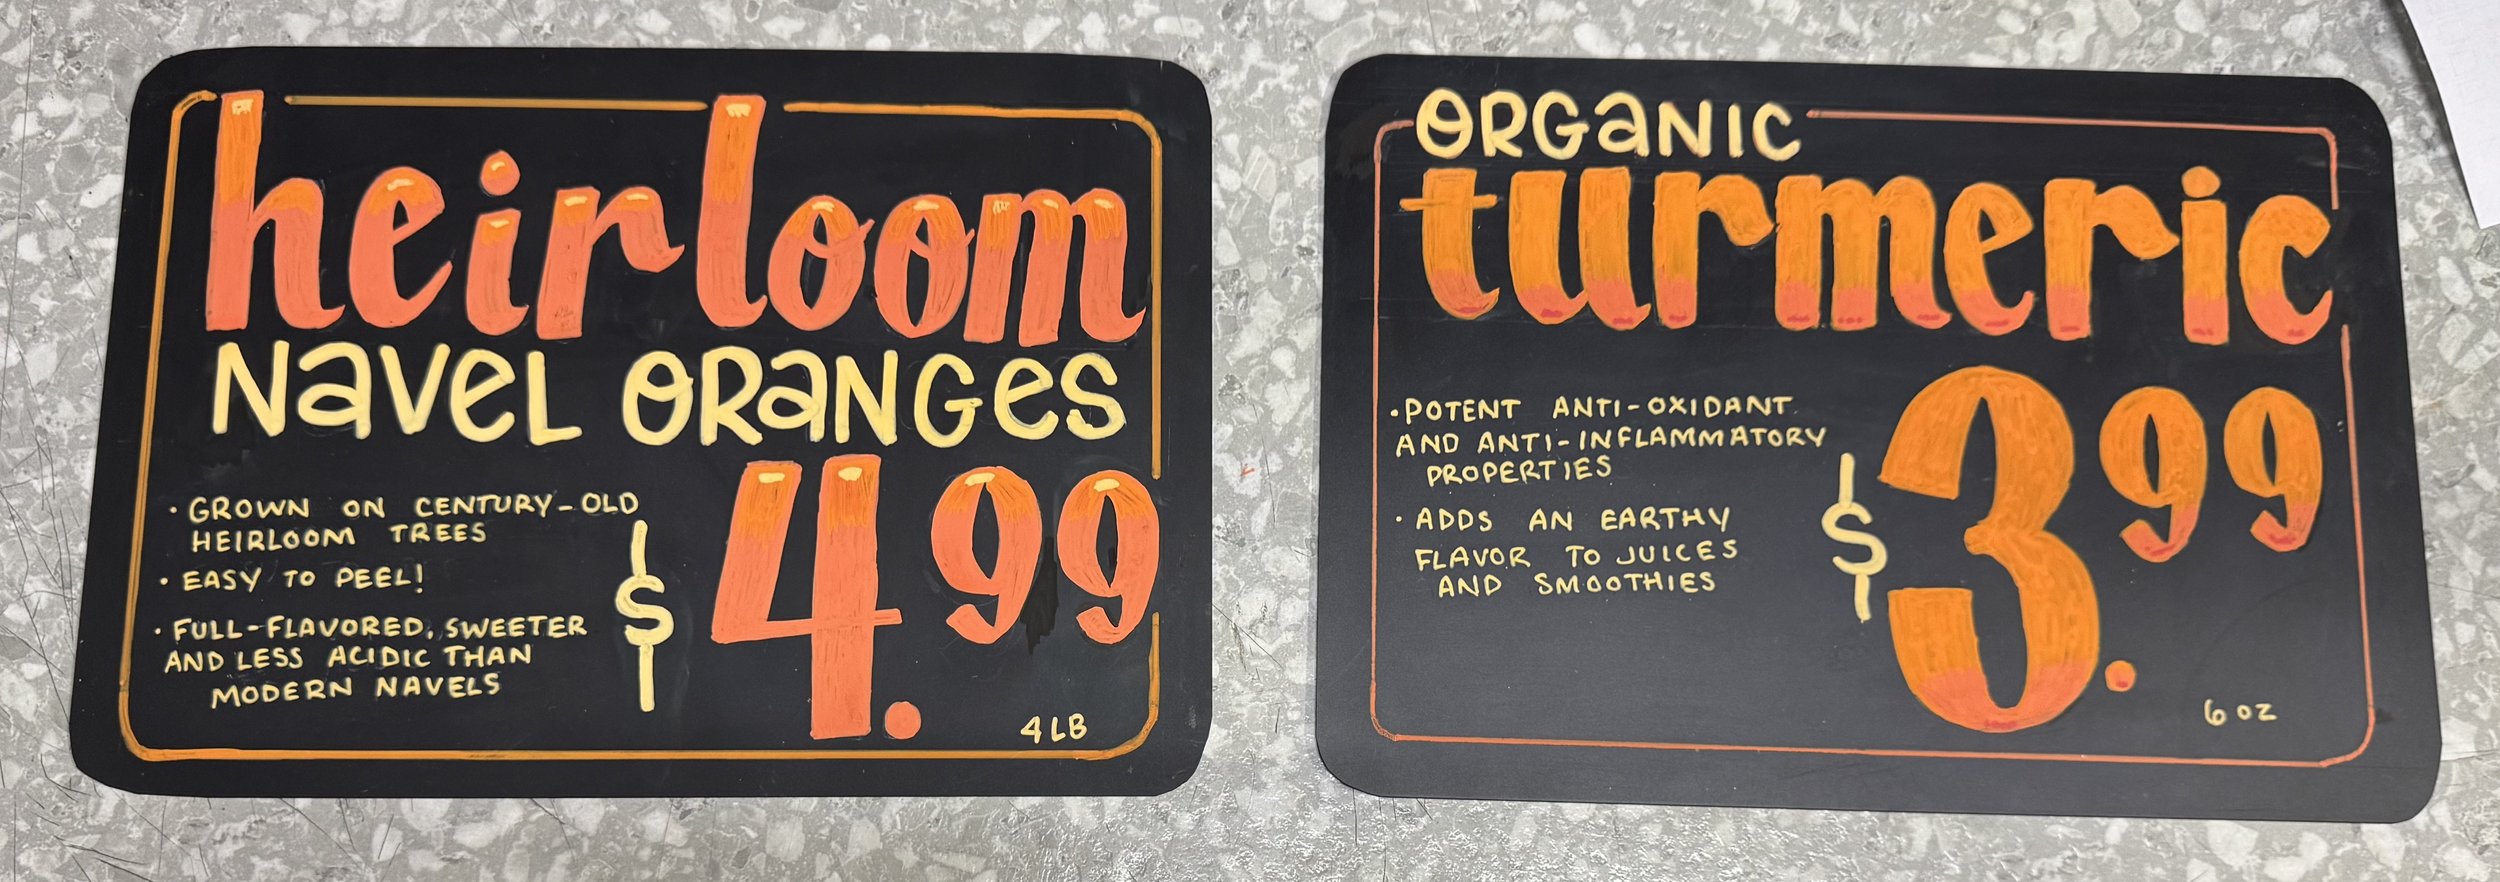 heirloom
NAVEL ORANGES
· GROWN ON CENTURY-OLD
HEIRLOOM TREES
· EASY TO PEEL!
· FULL-FLAVORED, SWEETER
AND LESS ACIDIC THAN
MODERN NAVELS
$4.99
4 LB
ORGANIC
turmeric
· POTENT ANTI-OXIDANT
AND ANTI-INFLAMMATORY
PROPERTIES
· ADDS AN EARTHY
FLAVOR TO JUICES
AND SMOOTHIES
$3.99
6 oz